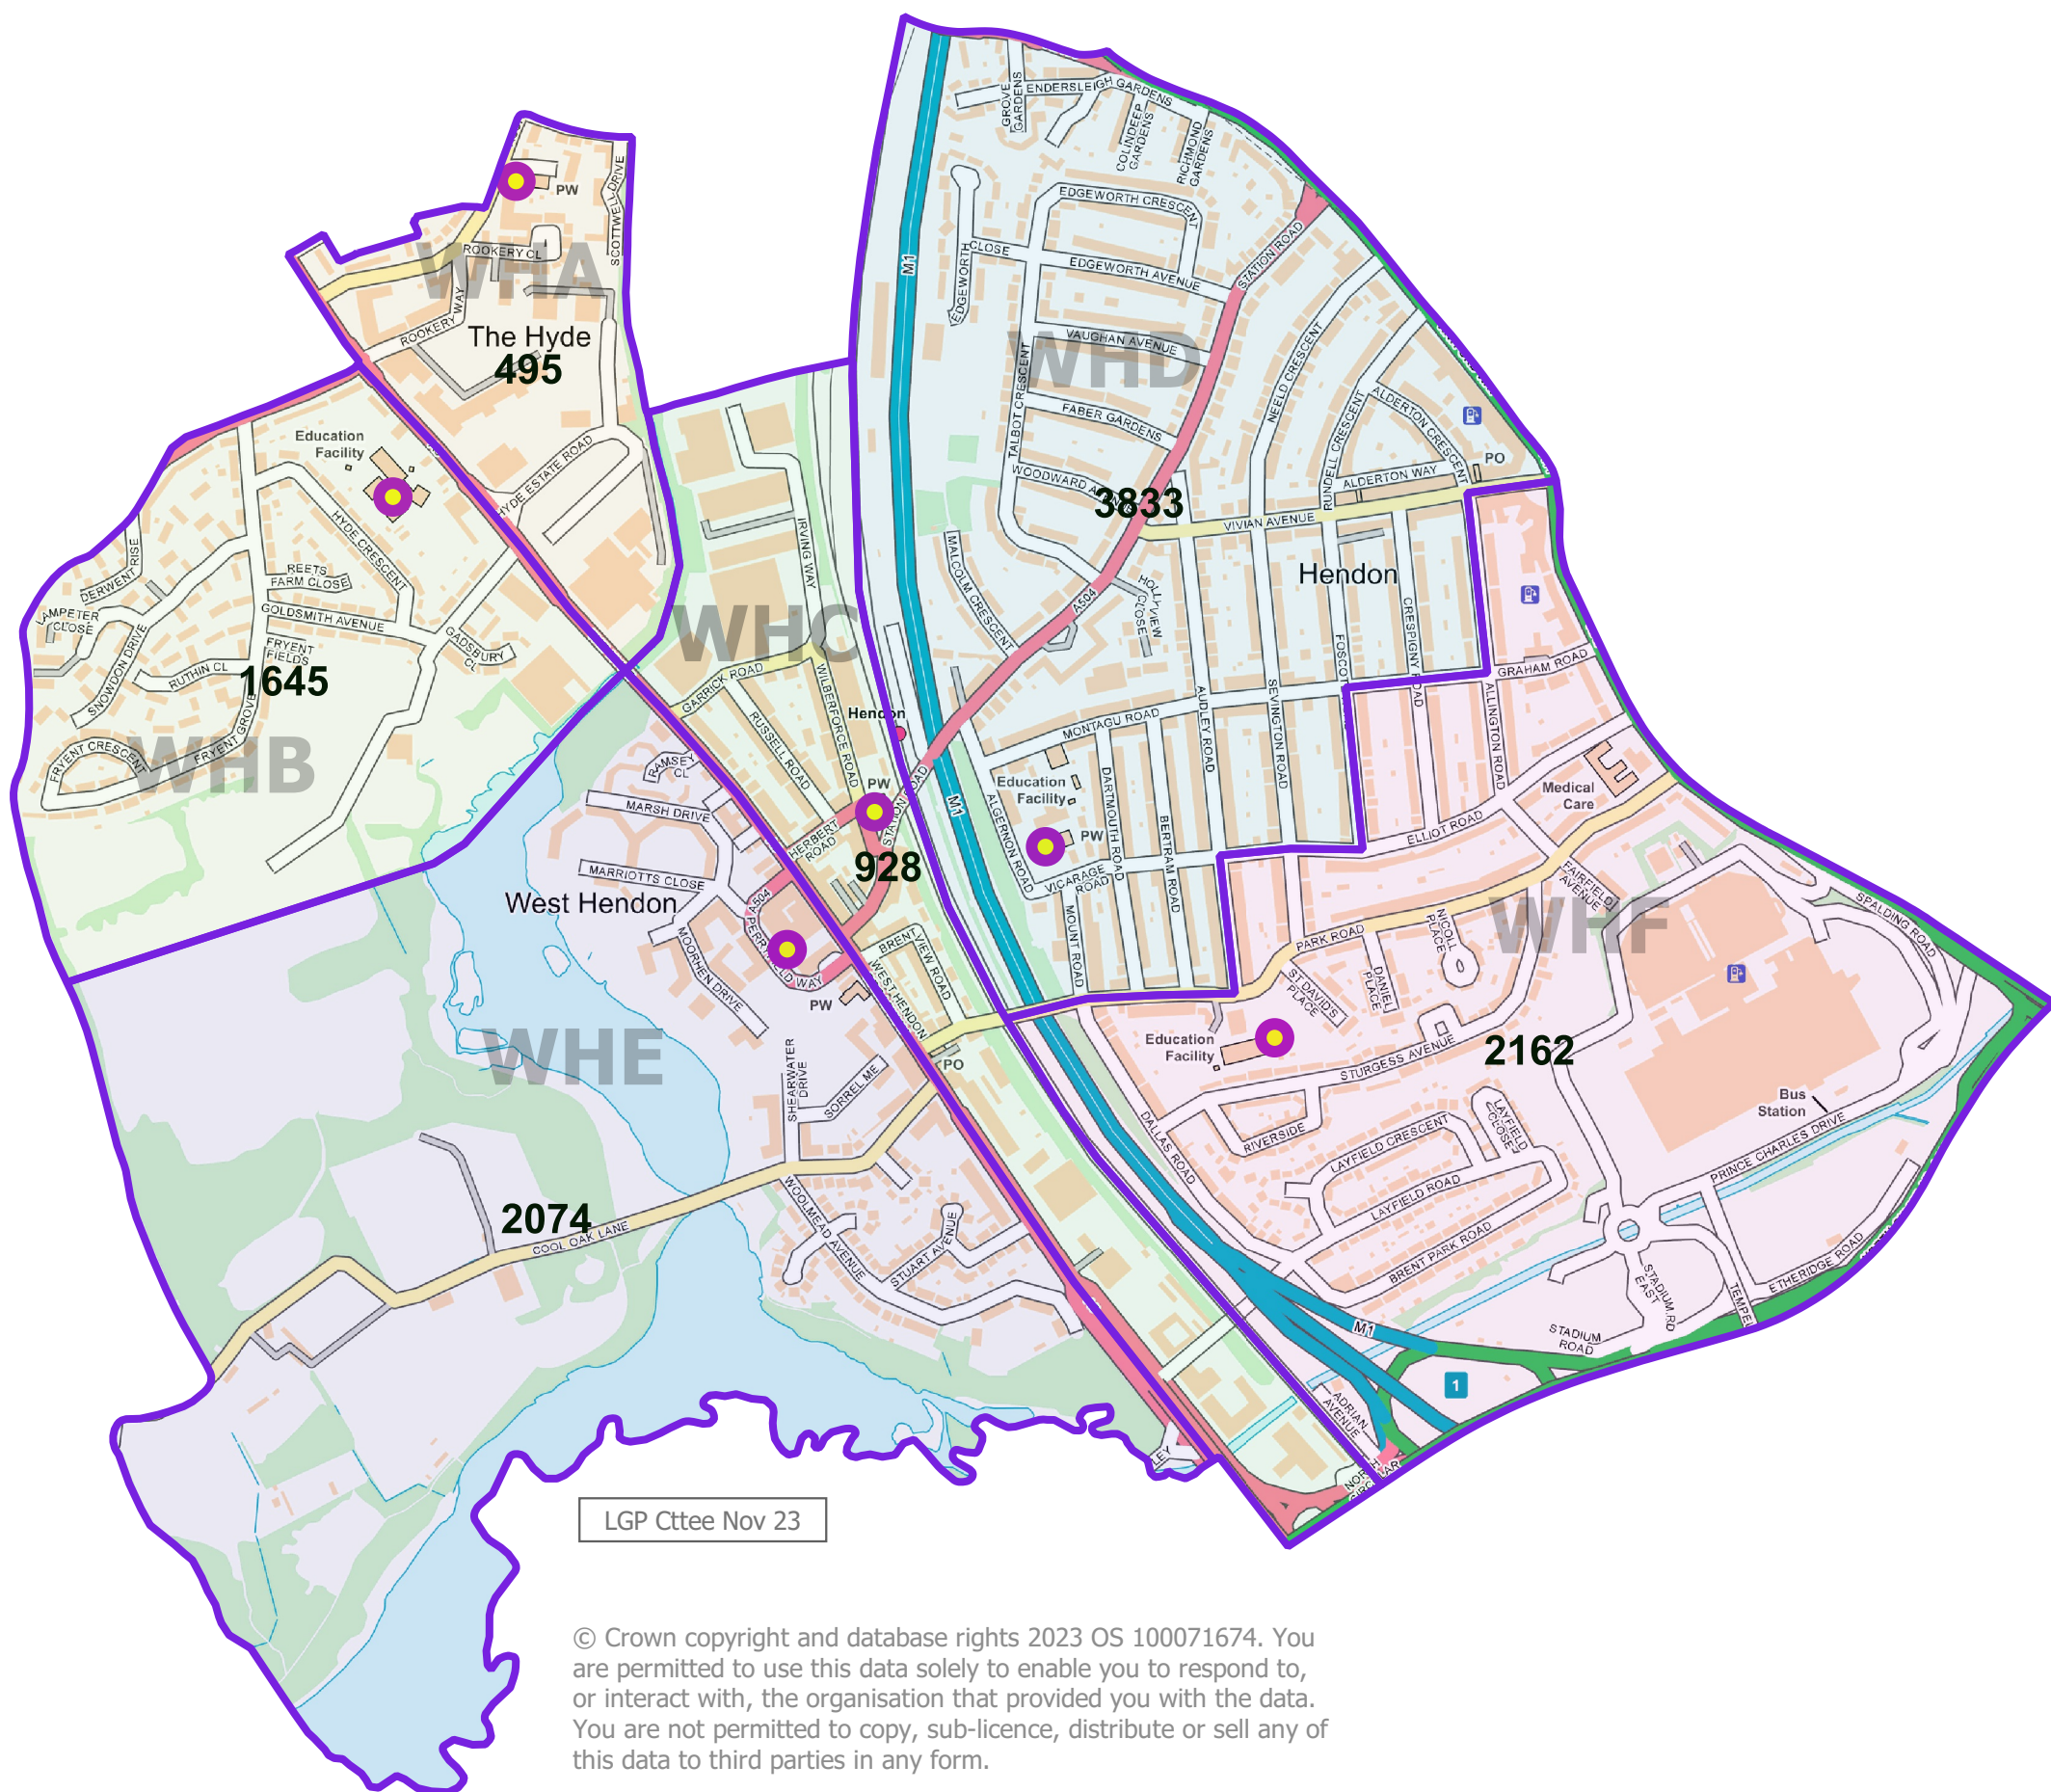 GROVE
GARDENS
ENDERSLEIGH GARDENS
COLINDEEP
GARDENS
RICHMOND
GARDENS
M1
EDGEWORTH CRESCENT
EDGEWORTH
CLOSE
EDGEWORTH AVENUE
STATION ROAD
PW
SCOTTWELL DRIVE
ROOKERY CL
WHA
ROOKERY WAY
The Hyde
495
VAUGHAN AVENUE
WHD
TALBOT CRESCENT
NEELD CRESCENT
FABER GARDENS
RUNDELL CRESCENT
ALDERTON CRESCENT
ALDERTON WAY
PO
Education
Facility
HYDE ESTATE ROAD
WOODWARD AVENUE
3833
VIVIAN AVENUE
Hendon
IRVING WAY
MALCOLM CRESCENT
HOLLYVIEW
CLOSE
A504
FOSCOT
CRESPIGNY ROAD
DERWENT RISE
HYDE CRESCENT
REETS
FARM CLOSE
LAMPETER
CLOSE
GOLDSMITH AVENUE
FRYENT
FIELDS
GADSBURY
CL
SNOWDON DRIVE
RUTHIN CL
1645
WHC
GARRICK ROAD
WILBERFORCE ROAD
RUSSELL ROAD
Hendon
GRAHAM ROAD
ALLINGTON ROAD
AUDLEY ROAD
SEVINGTON ROAD
MONTAGU ROAD
FRYENT CRESCENT
FRYENT GROVE
WHB
RAMSEY
CL
MARSH DRIVE
PW
STATION ROAD
HERBERT
ROAD
928
M1
Education
Facility
PW
ALGERNON ROAD
DARTMOUTH ROAD
BERTRAM ROAD
VICARAGE
ROAD
MOUNT ROAD
Medical
Care
ELLIOT ROAD
FAIRFIELD
AVENUE
MARRIOTTS CLOSE
West Hendon
A504
PERRYFIELD WAY
MOORHEN DRIVE
PW
BRENT
VIEW ROAD
WEST HENDON
PO
PARK ROAD
NICOLL
PLACE
WHF
SPALDING ROAD
ST DAVID'S
PLACE
DANIEL
PLACE
Education
Facility
STURGESS AVENUE
2162
WHE
SHEARWATER
DRIVE
SORREL ME
Bus
Station
PRINCE CHARLES DRIVE
DALLAS ROAD
RIVERSIDE
LAYFIELD CRESCENT
LAYFIELD
CLOSE
LAYFIELD ROAD
BRENT PARK ROAD
2074
COOL OAK LANE
WOOLMEAD AVENUE
STUART AVENUE
STADIUM RD
EAST
ETHERIDGE ROAD
M1
STADIUM
ROAD
1
ADRIAN
AVENUE
LEY
LGP Cttee Nov 23
© Crown copyright and database rights 2023 OS 100071674. You
are permitted to use this data solely to enable you to respond to,
or interact with, the organisation that provided you with the data.
You are not permitted to copy, sub-licence, distribute or sell any of
this data to third parties in any form.